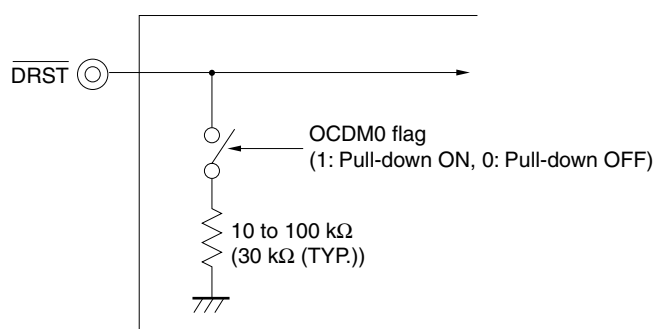 DRST
OCDM0 flag
(1: Pull-down ON, 0: Pull-down OFF)
10 to 100 kΩ
(30 kΩ (TYP.))